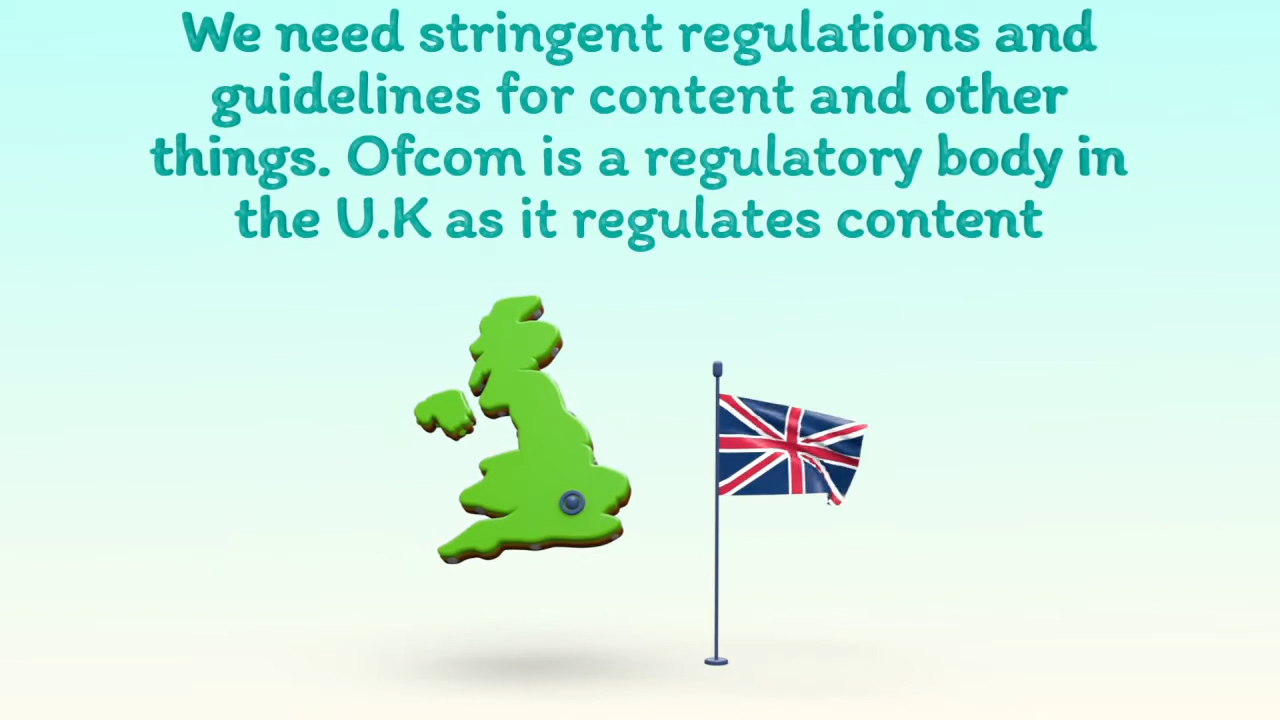 We need stringent regulations and
guidelines for content and other
things. Ofcom is a regulatory body in
the U.K as it regulates content